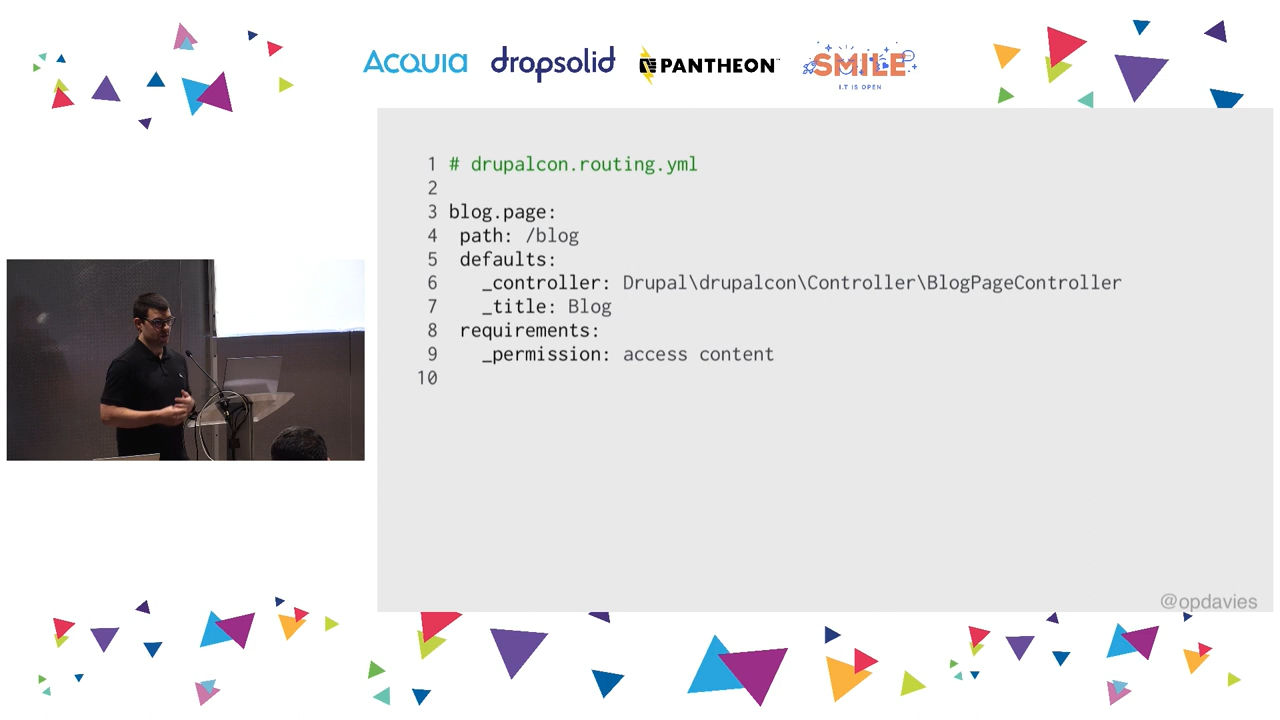 Acquia
dropsolid
PANTHEON
SMILE
I.T IS OPEN
1 # drupalcon.routing.yml
2
3 blog.page:
4  path: /blog
5  defaults:
6   _controller: Drupal\drupalcon\Controller\BlogPageController
7   _title: Blog
8  requirements:
9   _permission: access content
10
@opdavies